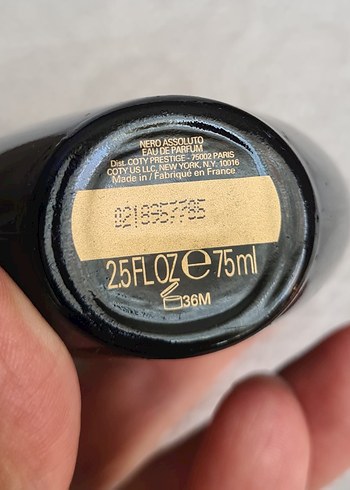 NERO ASSOLUTO
EAU DE PARFUM
Dist. COTY PRESTIGE - 75002 PARIS
COTY US LLC, NEW YORK, N.Y. 10016
Made in / Fabriqué en France
2.5 FL OZ e 75ml
36M